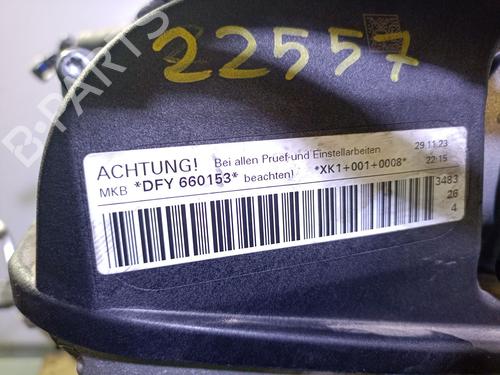 22557
B-PARTS
ACHTUNG! Bei allen Pruef-und Einstellarbeiten 29.11.23
MKB *DFY 660153* beachten! *XK1+001+0008* 22:15
3483
26
4